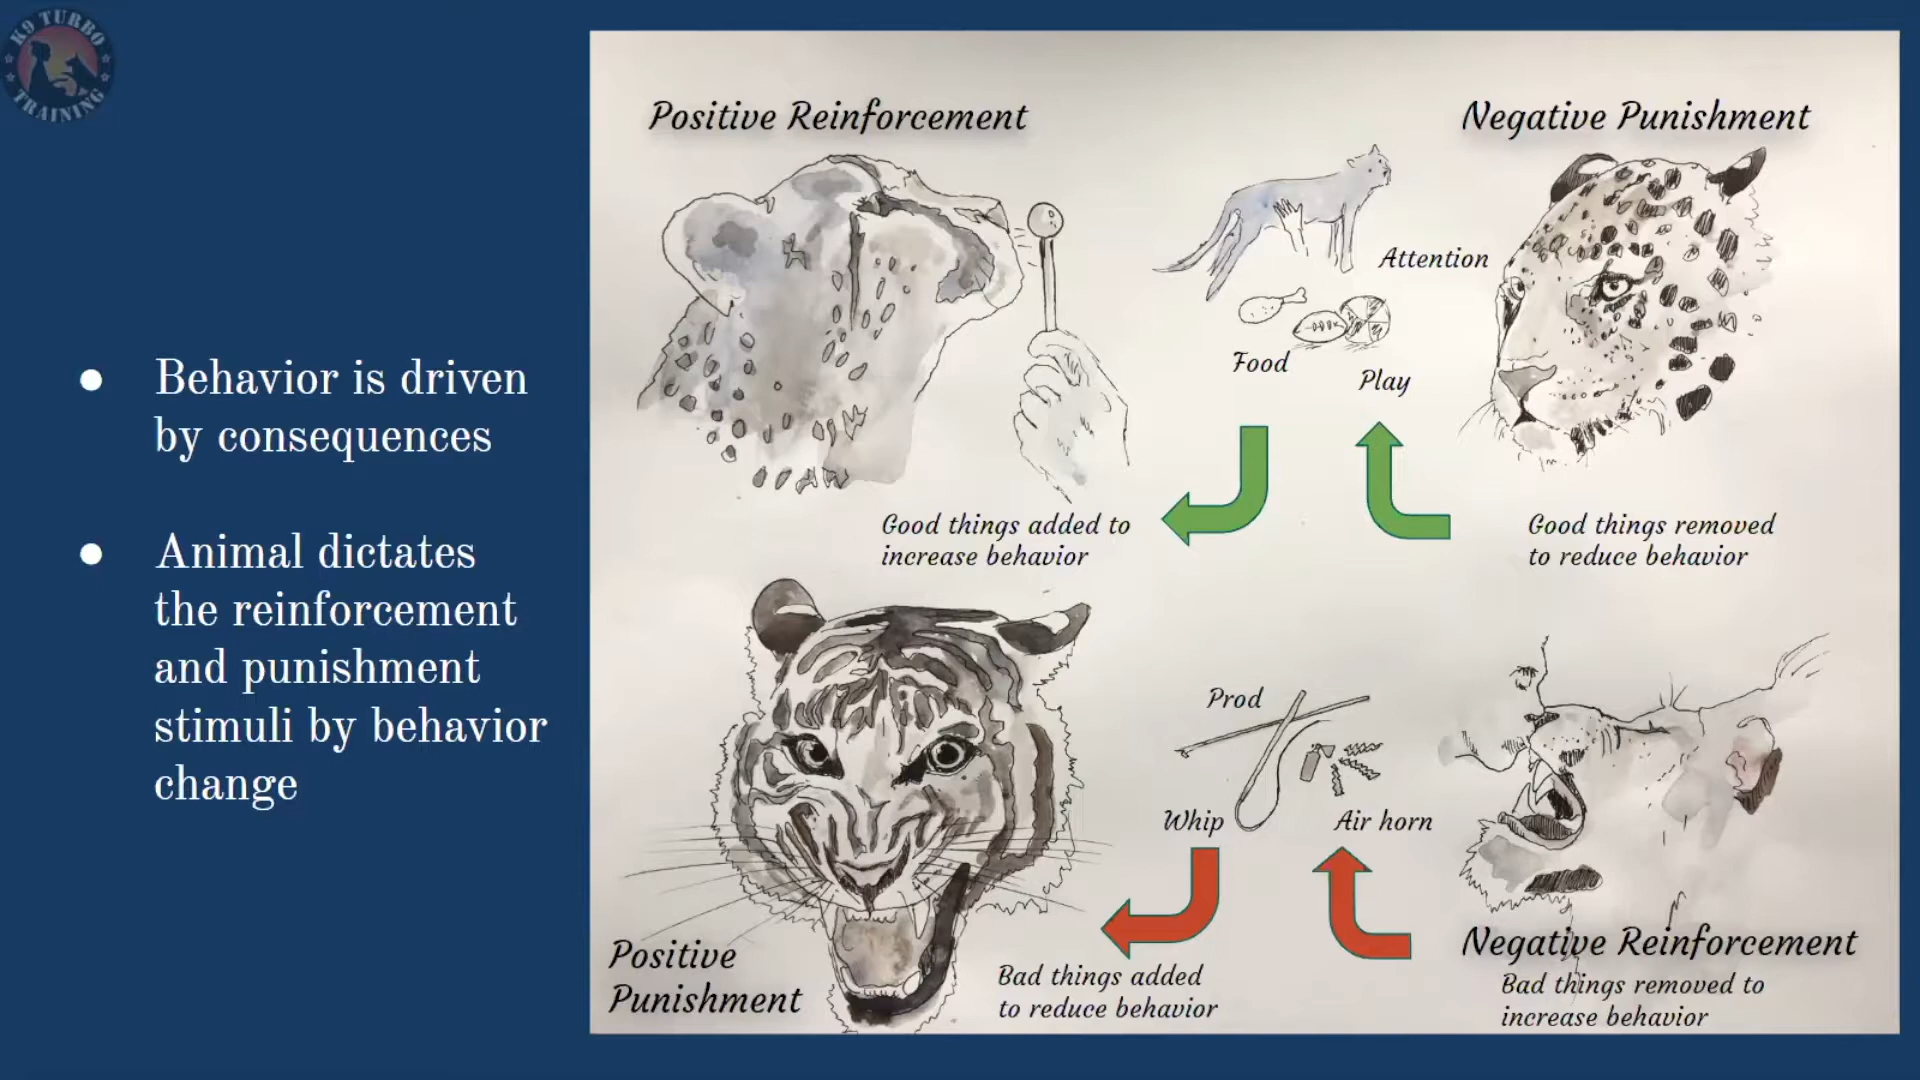 K9 TURBO
TRAINING
Behavior is driven
by consequences
Animal dictates
the reinforcement
and punishment
stimuli by behavior
change
Positive Reinforcement
Negative Punishment
Attention
Food
Play
Good things added to
increase behavior
Good things removed
to reduce behavior
Prod
Whip
Air horn
Positive
Punishment
Bad things added
to reduce behavior
Negative Reinforcement
Bad things removed to
increase behavior